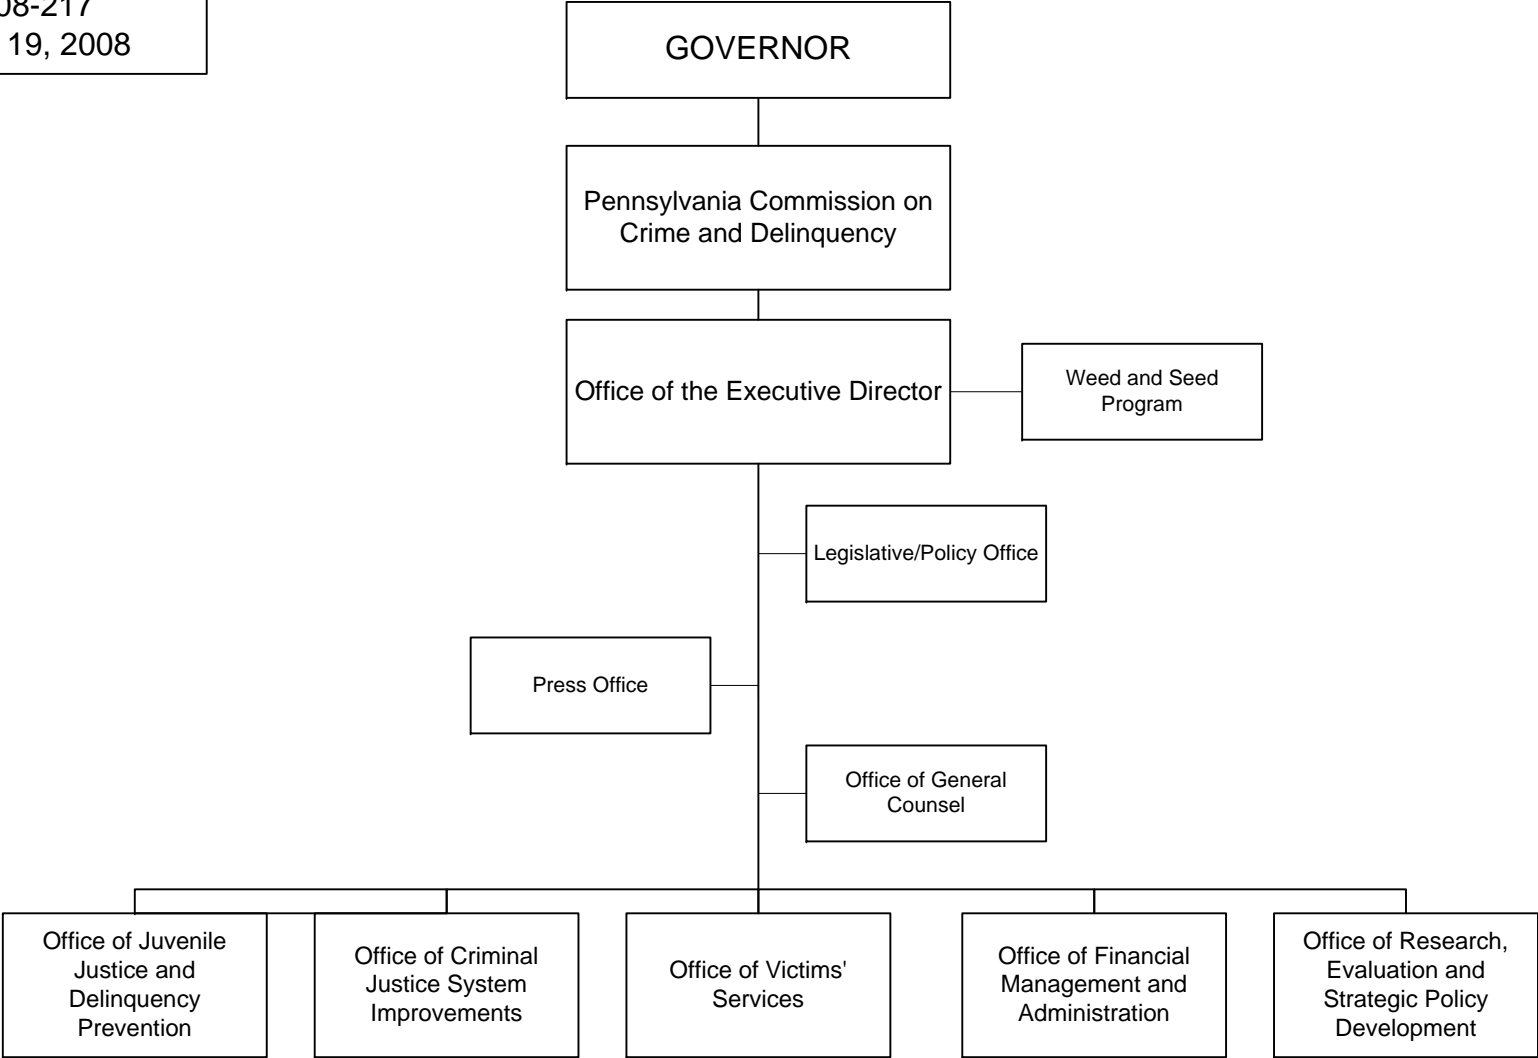 08-217
19, 2008
GOVERNOR
Pennsylvania Commission on
Crime and Delinquency
Office of the Executive Director
Weed and Seed
Program
Legislative/Policy Office
Press Office
Office of General
Counsel
Office of Juvenile
Justice and
Delinquency
Prevention
Office of Criminal
Justice System
Improvements
Office of Victims'
Services
Office of Financial
Management and
Administration
Office of Research,
Evaluation and
Strategic Policy
Development